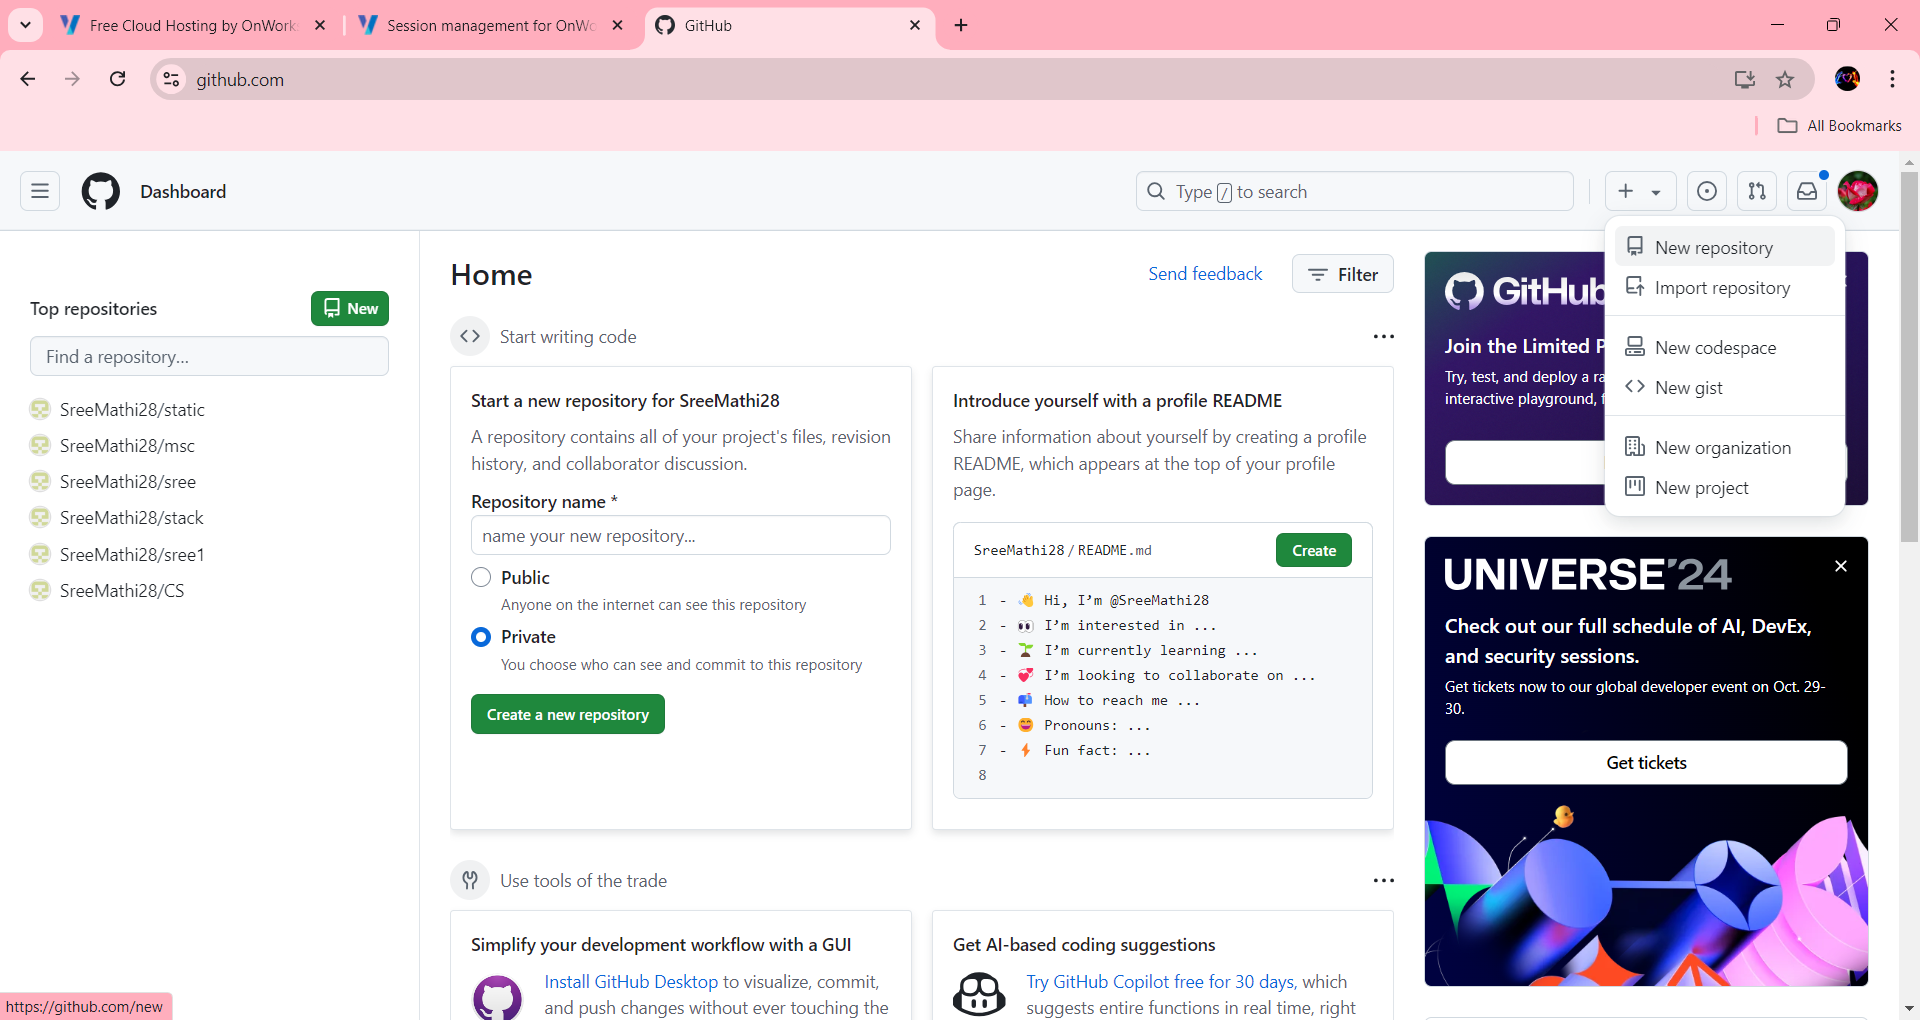 Free Cloud Hosting by OnWorks
Session management for OnWo
GitHub
github.com
All Bookmarks
Dashboard
Type / to search
New repository
Import repository
New codespace
New gist
New organization
New project
Top repositories
New
Find a repository...
SreeMathi28/static
SreeMathi28/msc
SreeMathi28/sree
SreeMathi28/stack
SreeMathi28/sree1
SreeMathi28/CS
Home
Send feedback
Filter
Start writing code
Start a new repository for SreeMathi28
A repository contains all of your project's files, revision
history, and collaborator discussion.
Repository name *
name your new repository...
Public
Anyone on the internet can see this repository
Private
You choose who can see and commit to this repository
Create a new repository
Introduce yourself with a profile README
Share information about yourself by creating a profile
README, which appears at the top of your profile
page.
SreeMathi28 / README.md
Create
1 - 👋 Hi, I’m @SreeMathi28
2 - 👀 I’m interested in ...
3 - 🌱 I’m currently learning ...
4 - 💞️ I’m looking to collaborate on ...
5 - 📫 How to reach me ...
6 - 😄 Pronouns: ...
7 - ⚡ Fun fact: ...
8
Use tools of the trade
Simplify your development workflow with a GUI
Install GitHub Desktop to visualize, commit,
and push changes without ever touching the
Get AI-based coding suggestions
Try GitHub Copilot free for 30 days, which
suggests entire functions in real time, right
GitHub
Join the Limited P
Try, test, and deploy a ra
interactive playground, f
UNIVERSE'24
Check out our full schedule of AI, DevEx,
and security sessions.
Get tickets now to our global developer event on Oct. 29-
30.
Get tickets
https://github.com/new